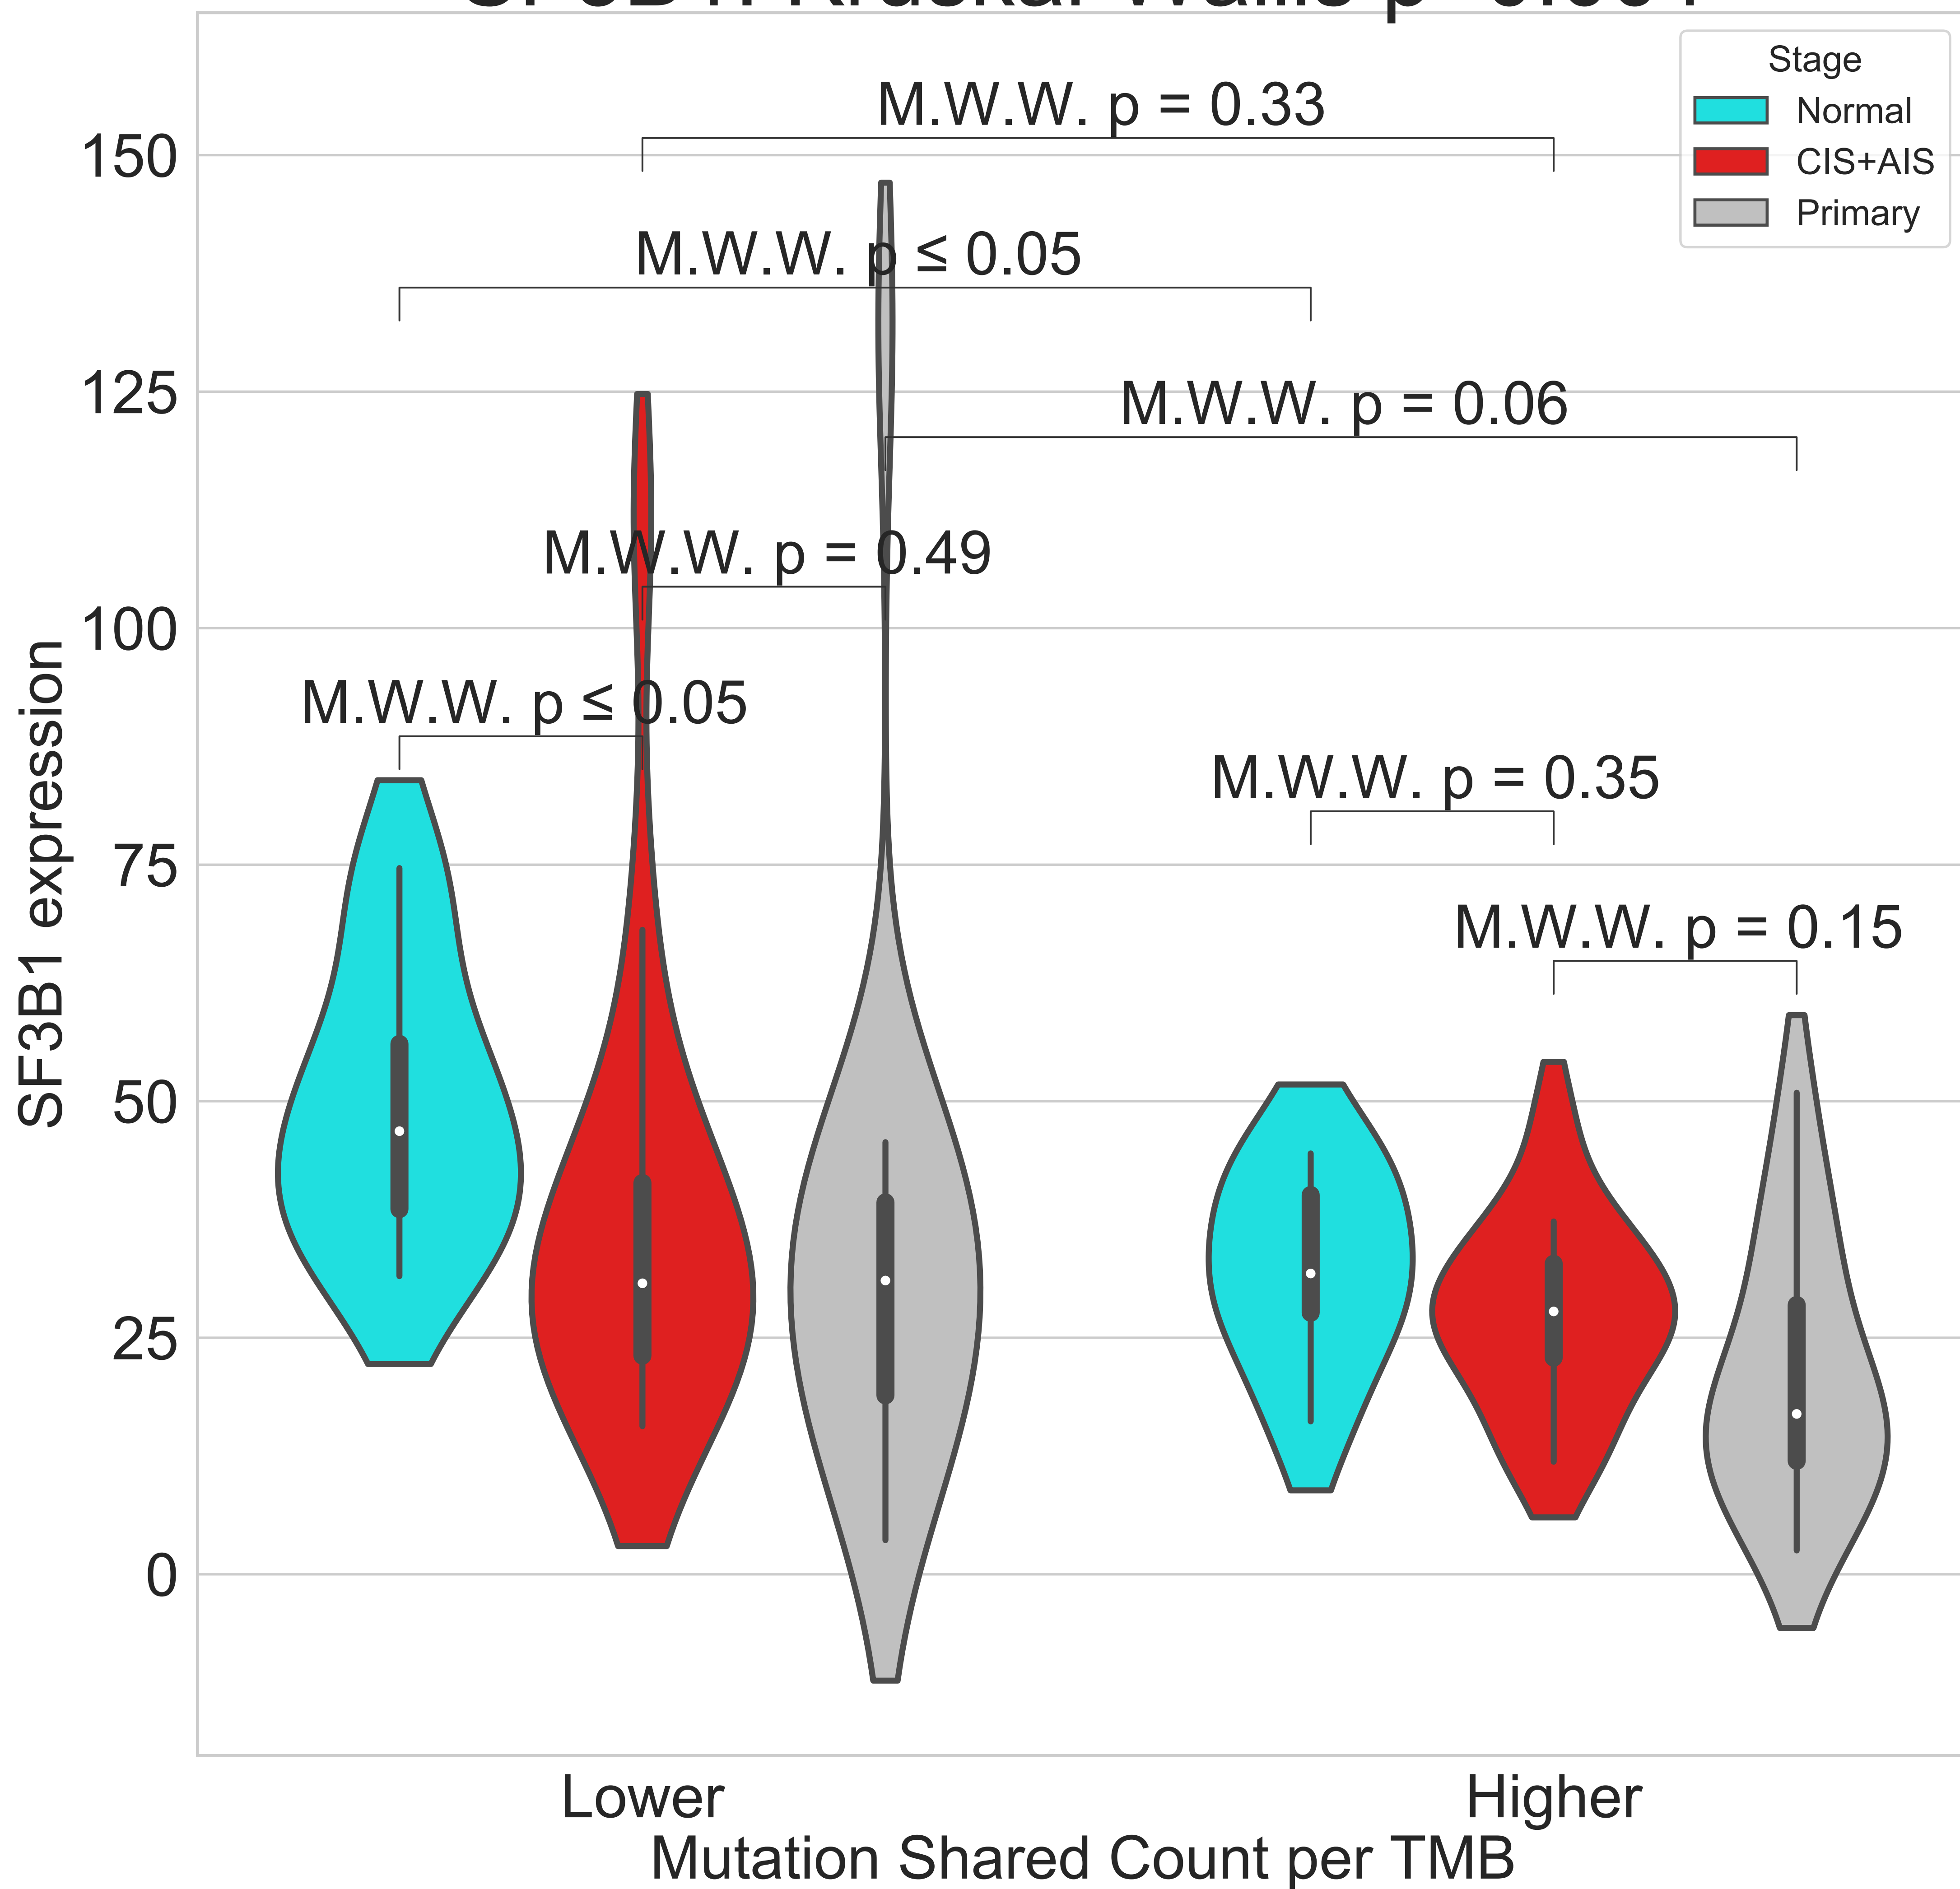 Stage
Normal
CIS+AIS
Primary
M.W.W. p = 0.33
M.W.W. p ≤ 0.05
M.W.W. p = 0.06
M.W.W. p = 0.49
M.W.W. p ≤ 0.05
M.W.W. p = 0.35
M.W.W. p = 0.15
150
125
100
75
50
25
0
SF3B1 expression
Lower
Higher
Mutation Shared Count per TMB